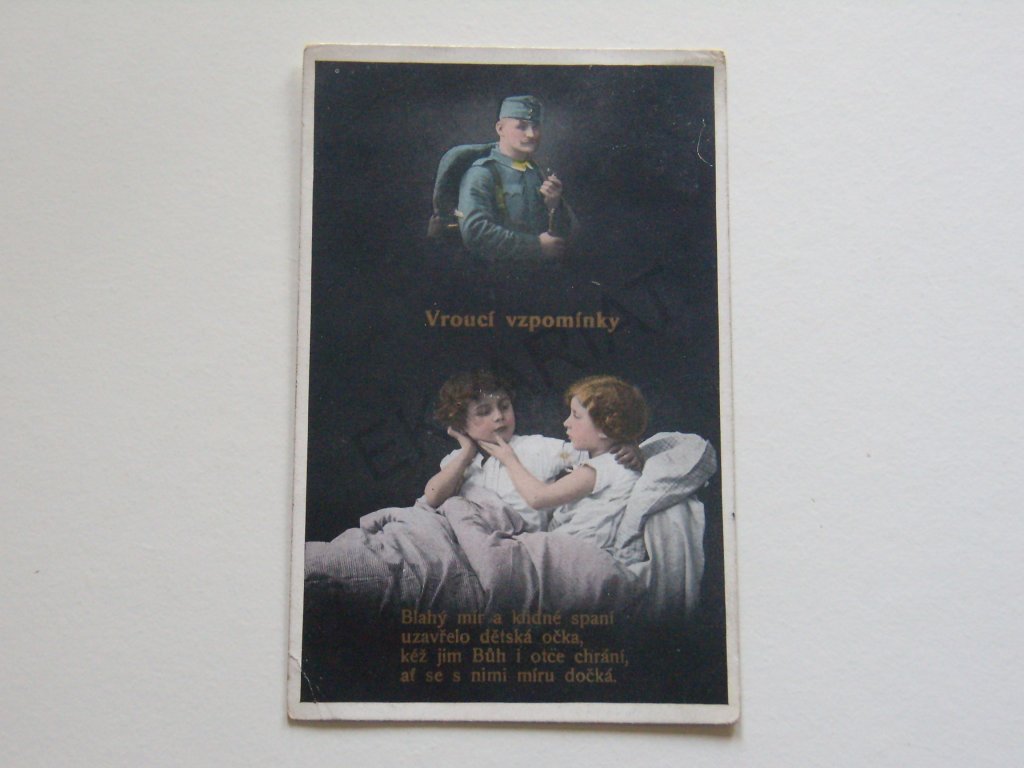 Vroucí vzpomínky
EKVARIAT
Blahý mír a klidné spaní
uzavřelo dětská očka,
kéž jim Bůh i otce chrání,
ať se s nimi míru dočká.